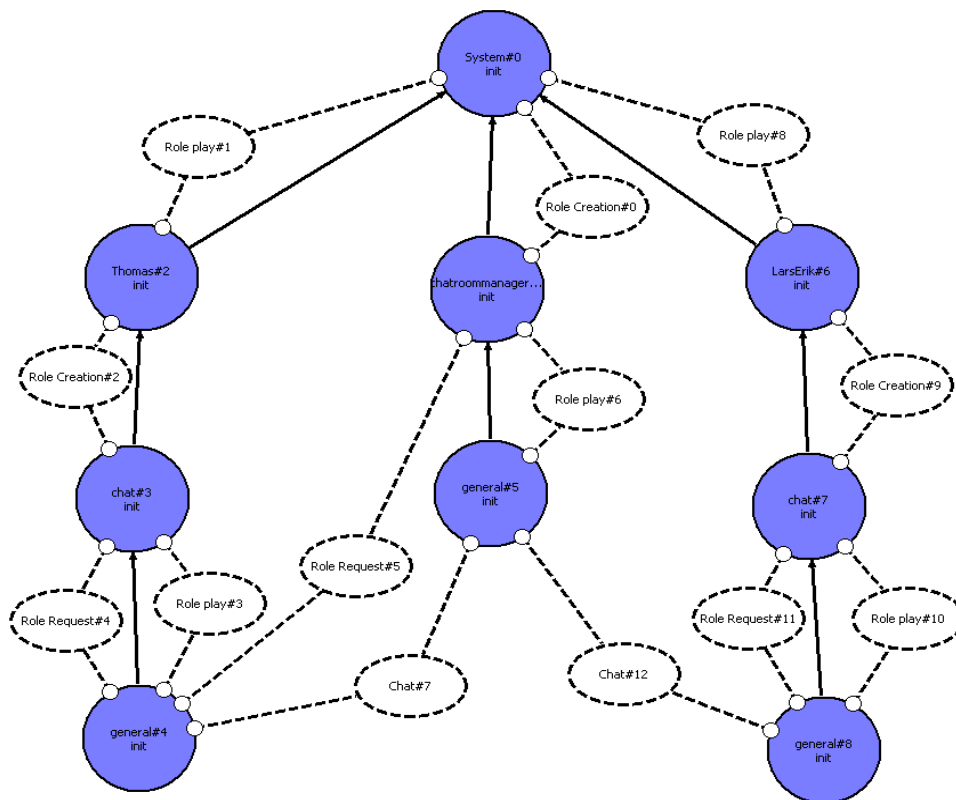 System#0
init
Role play#1
Role play#8
Role Creation#0
Thomas#2
init
chatroommanager...
init
LarsErik#6
init
Role Creation#2
Role play#6
Role Creation#9
chat#3
init
general#5
init
chat#7
init
Role Request#5
Role Request#4
Role play#3
Role Request#11
Role play#10
Chat#7
Chat#12
general#4
init
general#8
init